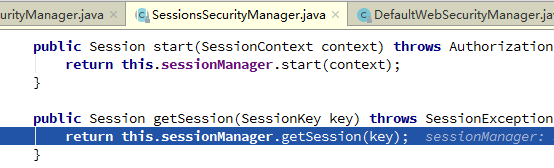 urityManager.java × SessionsSecurityManager.java × DefaultWebSecurityManager.ja
public Session start(SessionContext context) throws Authorization
return this.sessionManager.start(context);
}
public Session getSession(SessionKey key) throws SessionException
return this.sessionManager.getSession(key); sessionManager:
}